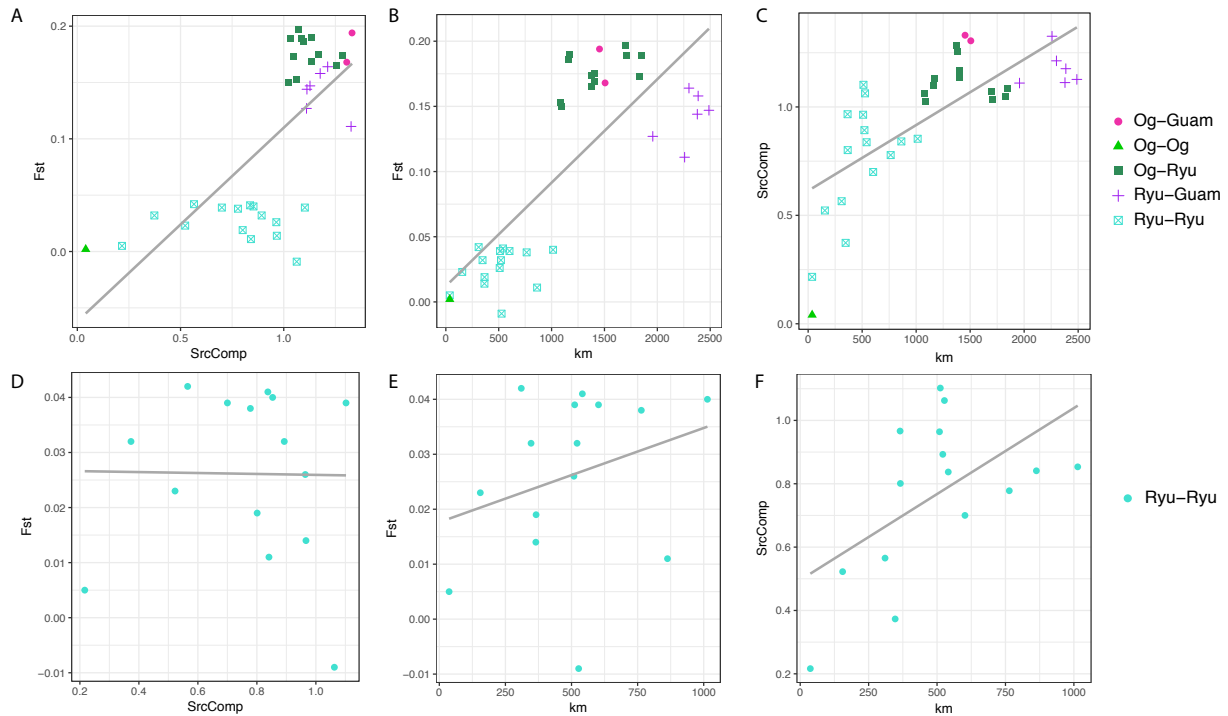 A
B
C
0.2
0.1
0.0
Fst
0.0
0.5
1.0
SrcComp
0.20
0.15
0.10
0.05
0.00
Fst
0
500
1000
1500
2000
2500
km
1.0
0.5
0.0
SrcComp
0
500
1000
1500
2000
2500
km
Og−Guam
Og−Og
Og−Ryu
Ryu−Guam
Ryu−Ryu
D
E
F
0.04
0.03
0.02
0.01
0.00
−0.01
Fst
0.2
0.4
0.6
0.8
1.0
SrcComp
0.04
0.03
0.02
0.01
0.00
−0.01
Fst
0
250
500
750
1000
km
1.0
0.8
0.6
0.4
0.2
SrcComp
0
250
500
750
1000
km
Ryu−Ryu